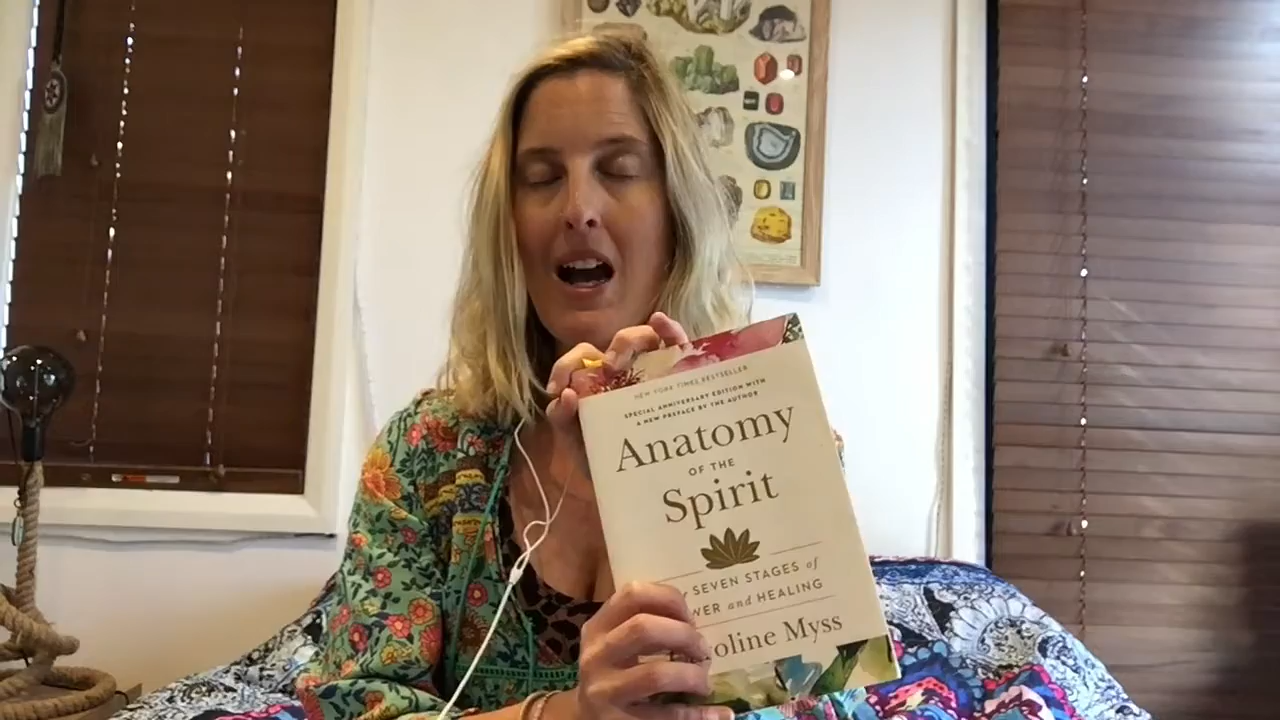 NEW YORK TIMES BESTSELLER
SPECIAL ANNIVERSARY EDITION WITH
A NEW PREFACE BY THE AUTHOR
Anatomy
OF THE
Spirit
SEVEN STAGES of
WER and HEALING
roline Myss